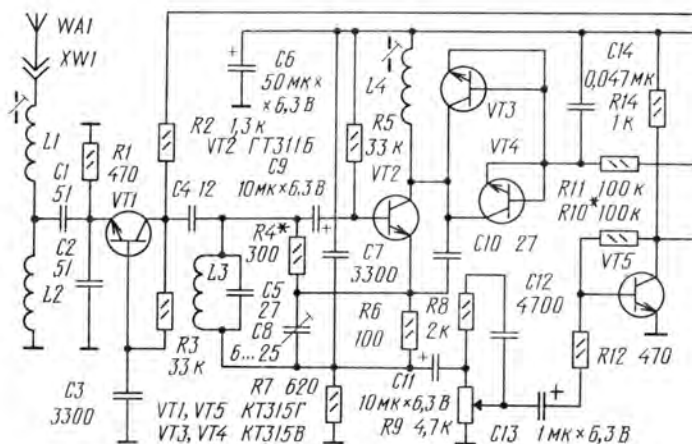 WA1
XW1
L1
C1
51
R1
470
VT1
C2
51
L2
C3
3300
R2 1,3к
VT2 ГТ311Б
C6
50мк×
×6,3В
C9
10мк×6,3В
C4 12
R4*
300
L3
C5
27
C8
6...25
R3
33к
R7 620
VT1, VT5 КТ315Г
VT3, VT4 КТ315В
R5
33к
L4
VT2
C7
3300
R6
100
C11
10мк×6,3В
R9 4,7к
VT3
VT4
C10 27
R8
2к
C12
4700
C13
1мк×6,3В
C14
0,047мк
R14
1к
R11 100к
R10* 100к
VT5
R12 470